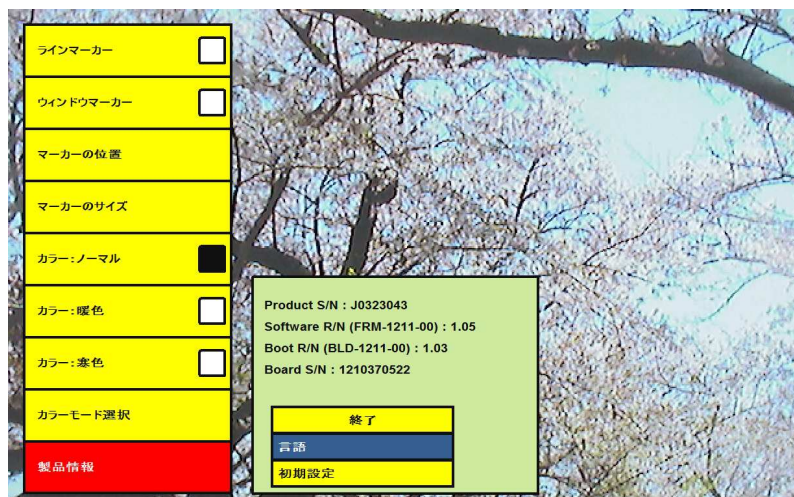 ラインマーカー
ウィンドウマーカー
マーカーの位置
マーカーのサイズ
カラー：ノーマル
カラー：暖色
カラー：寒色
カラーモード選択
製品情報
Product S/N : J0323043
Software R/N (FRM-1211-00) : 1.05
Boot R/N (BLD-1211-00) : 1.03
Board S/N : 1210370522
終了
言語
初期設定